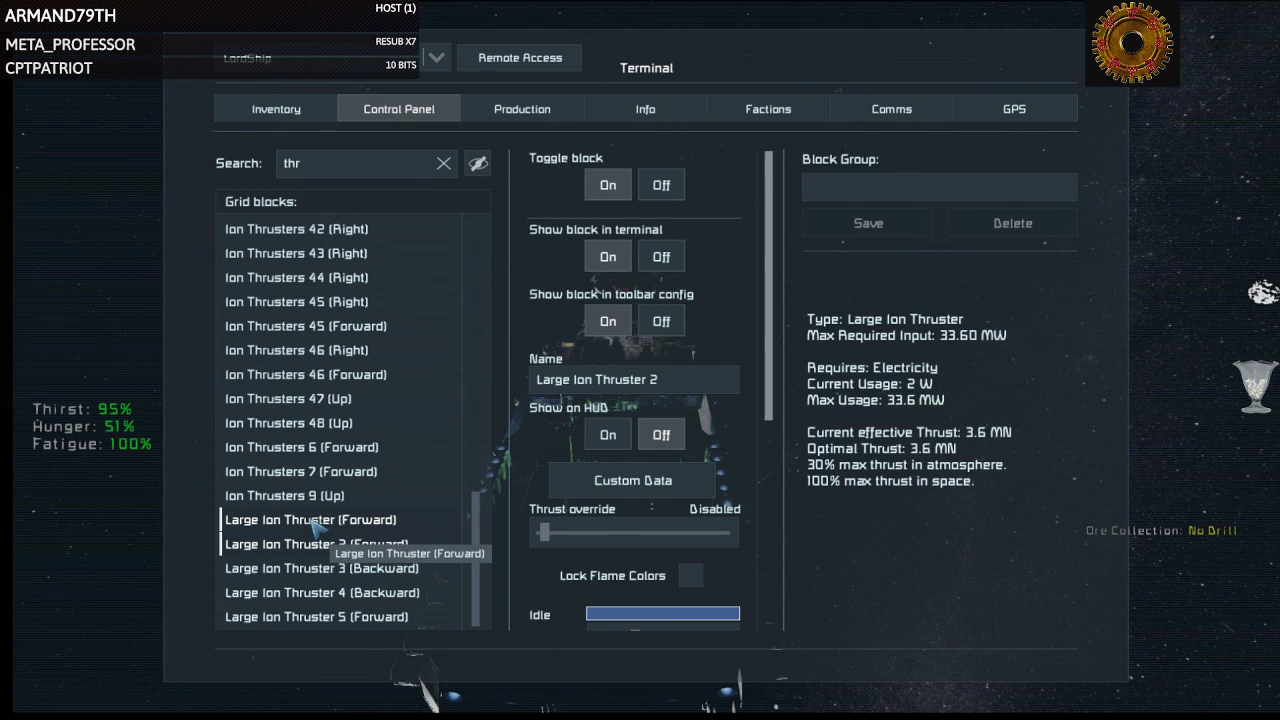 ARMAND79TH
HOST (1)
META_PROFESSOR
RESUB X7
CPTPATRIOT
10 BITS
LordShip
Remote Access
Terminal
Inventory
Control Panel
Production
Info
Factions
Comms
GPS
Search:
thr
Grid blocks:
Ion Thrusters 42 (Right)
Ion Thrusters 43 (Right)
Ion Thrusters 44 (Right)
Ion Thrusters 45 (Right)
Ion Thrusters 45 (Forward)
Ion Thrusters 46 (Right)
Ion Thrusters 46 (Forward)
Ion Thrusters 47 (Up)
Ion Thrusters 48 (Up)
Ion Thrusters 6 (Forward)
Ion Thrusters 7 (Forward)
Ion Thrusters 9 (Up)
Large Ion Thruster (Forward)
Large Ion Thruster 2 (Forward)
Large Ion Thruster (Forward)
Large Ion Thruster 3 (Backward)
Large Ion Thruster 4 (Backward)
Large Ion Thruster 5 (Forward)
Toggle block
On Off
Show block in terminal
On Off
Show block in toolbar config
On Off
Name
Large Ion Thruster 2
Show on HUD
On Off
Custom Data
Thrust override Disabled
Lock Flame Colors
Idle
Block Group:
Save Delete
Type: Large Ion Thruster
Max Required Input: 33.60 MW
Requires: Electricity
Current Usage: 2 W
Max Usage: 33.6 MW
Current effective Thrust: 3.6 MN
Optimal Thrust: 3.6 MN
30% max thrust in atmosphere.
100% max thrust in space.
Thirst: 95%
Hunger: 51%
Fatigue: 100%
Ore Collection: No Drill